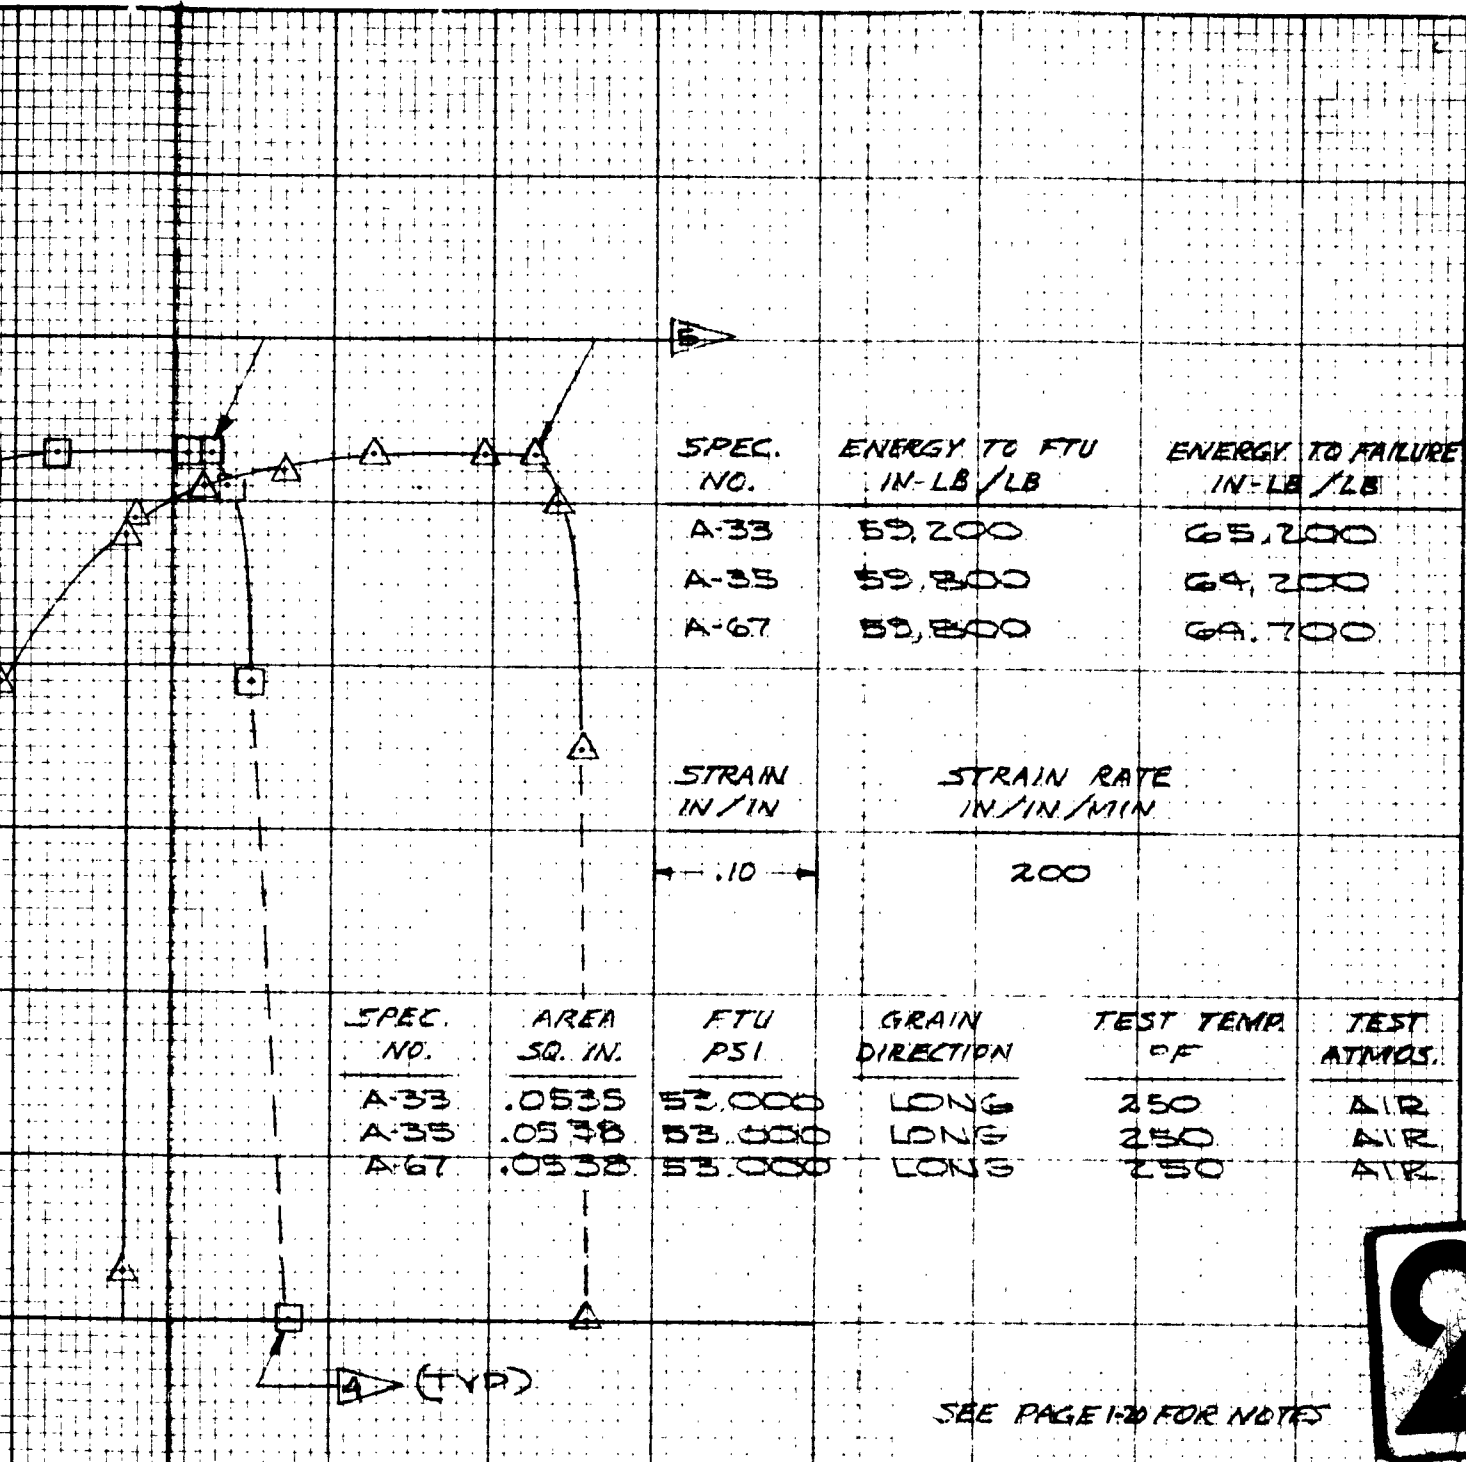 5
SPEC. NO. ENERGY TO FTU IN-LB/LB ENERGY TO FAILURE IN-LB/LB
A-33 59,200 65,200
A-35 59,800 64,200
A-67 59,800 64,700
STRAIN IN/IN STRAIN RATE IN/IN/MIN
.10 200
SPEC. NO. AREA SQ. IN. FTU PSI GRAIN DIRECTION TEST TEMP. °F TEST ATMOS.
A-33 .0535 53,000 LONG 250 AIR
A-35 .0538 53,000 LONG 250 AIR
A-67 .0538 53,000 LONG 250 AIR
4 (TYP)
SEE PAGE 1-20 FOR NOTES
2